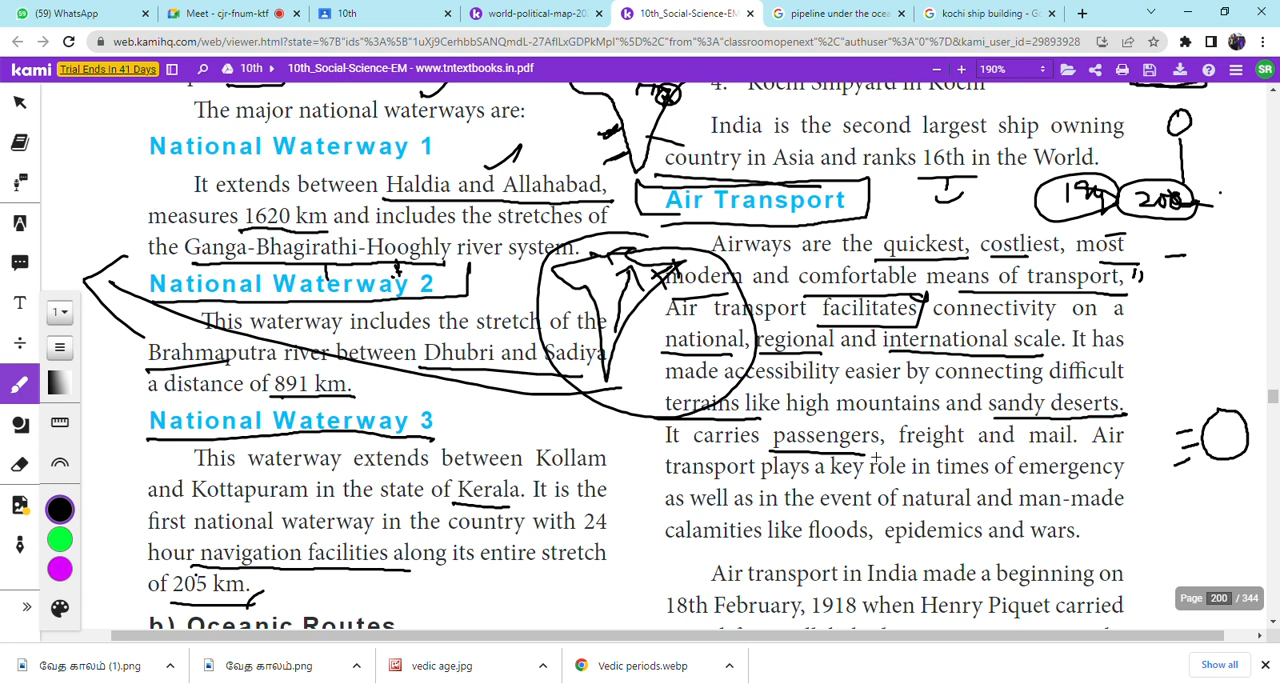 (59) WhatsApp
Meet - cjr-fnum-ktf
10th
world-political-map-202
10th_Social-Science-EM
pipeline under the ocea
kochi ship building - Go
web.kamihq.com/web/viewer.html?state=%7B"ids"%3A%5B"1uXj9CerhbbSANQmdL-27AfILxGDPkMpI"%5D%2C"action"%3A"classroomopenext"%2C"authuser"%3A"0"%7D&kami_user_id=29893928
kami Trial Ends In 41 Days 10th 10th_Social-Science-EM - www.tntextbooks.in.pdf 190% SR
The major national waterways are:
National Waterway 1
It extends between Haldia and Allahabad,
measures 1620 km and includes the stretches of
the Ganga-Bhagirathi-Hooghly river system.
National Waterway 2
This waterway includes the stretch of the
Brahmaputra river between Dhubri and Sadiya
a distance of 891 km.
National Waterway 3
This waterway extends between Kollam
and Kottapuram in the state of Kerala. It is the
first national waterway in the country with 24
hour navigation facilities along its entire stretch
of 205 km.
b) Oceanic Routes
4. Kochi Shipyard in Kochi
India is the second largest ship owning
country in Asia and ranks 16th in the World.
Air Transport
Airways are the quickest, costliest, most
modern and comfortable means of transport,
Air transport facilitates connectivity on a
national, regional and international scale. It has
made accessibility easier by connecting difficult
terrains like high mountains and sandy deserts.
It carries passengers, freight and mail. Air
transport plays a key role in times of emergency
as well as in the event of natural and man-made
calamities like floods, epidemics and wars.
Air transport in India made a beginning on
18th February, 1918 when Henry Piquet carried
1
T
Page 200 / 344
வேத காலம் (1).png
வேத காலம்.png
vedic age.jpg
Vedic periods.webp
Show all